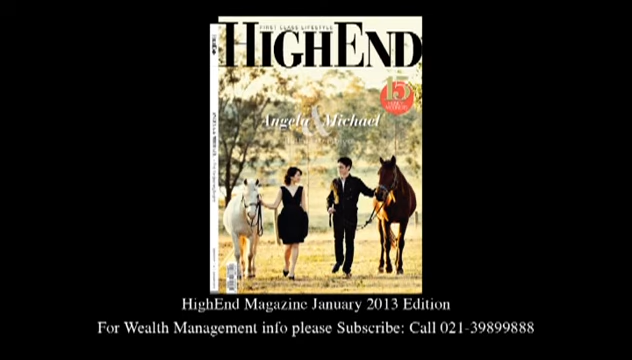 FIRST CLASS LIFESTYLE
HIGHEND
15
Angela & Michael
HighEnd Magazine January 2013 Edition
For Wealth Management info please Subscribe: Call 021-39899888